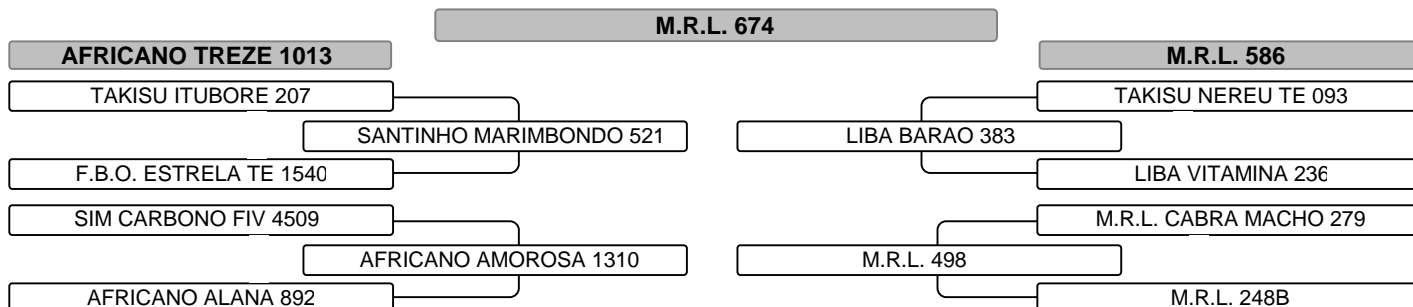 M.R.L. 674
AFRICANO TREZE 1013
M.R.L. 586
TAKISU ITUBORE 207
TAKISU NEREU TE 093
SANTINHO MARIMBONDO 521
LIBA BARAO 383
F.B.O. ESTRELA TE 1540
LIBA VITAMINA 236
SIM CARBONO FIV 4509
M.R.L. CABRA MACHO 279
AFRICANO AMOROSA 1310
M.R.L. 498
AFRICANO ALANA 892
M.R.L. 248B